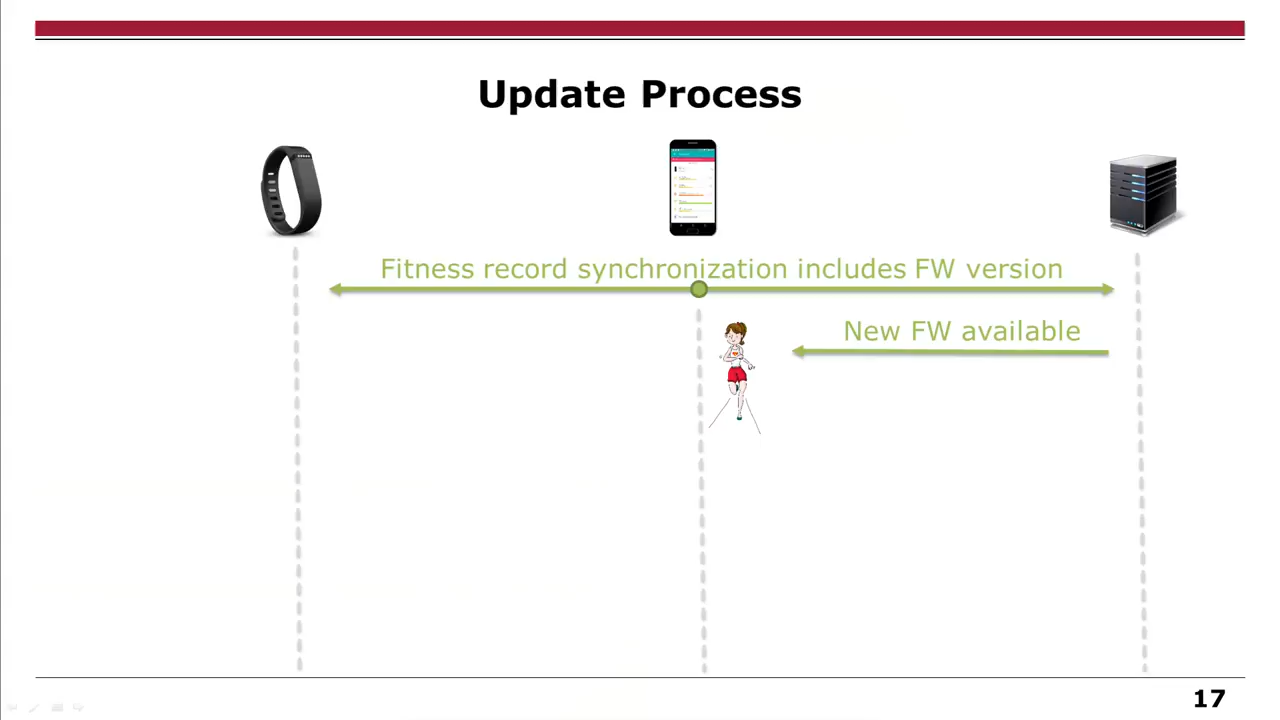 Update Process
Fitness record synchronization includes FW version
New FW available
17